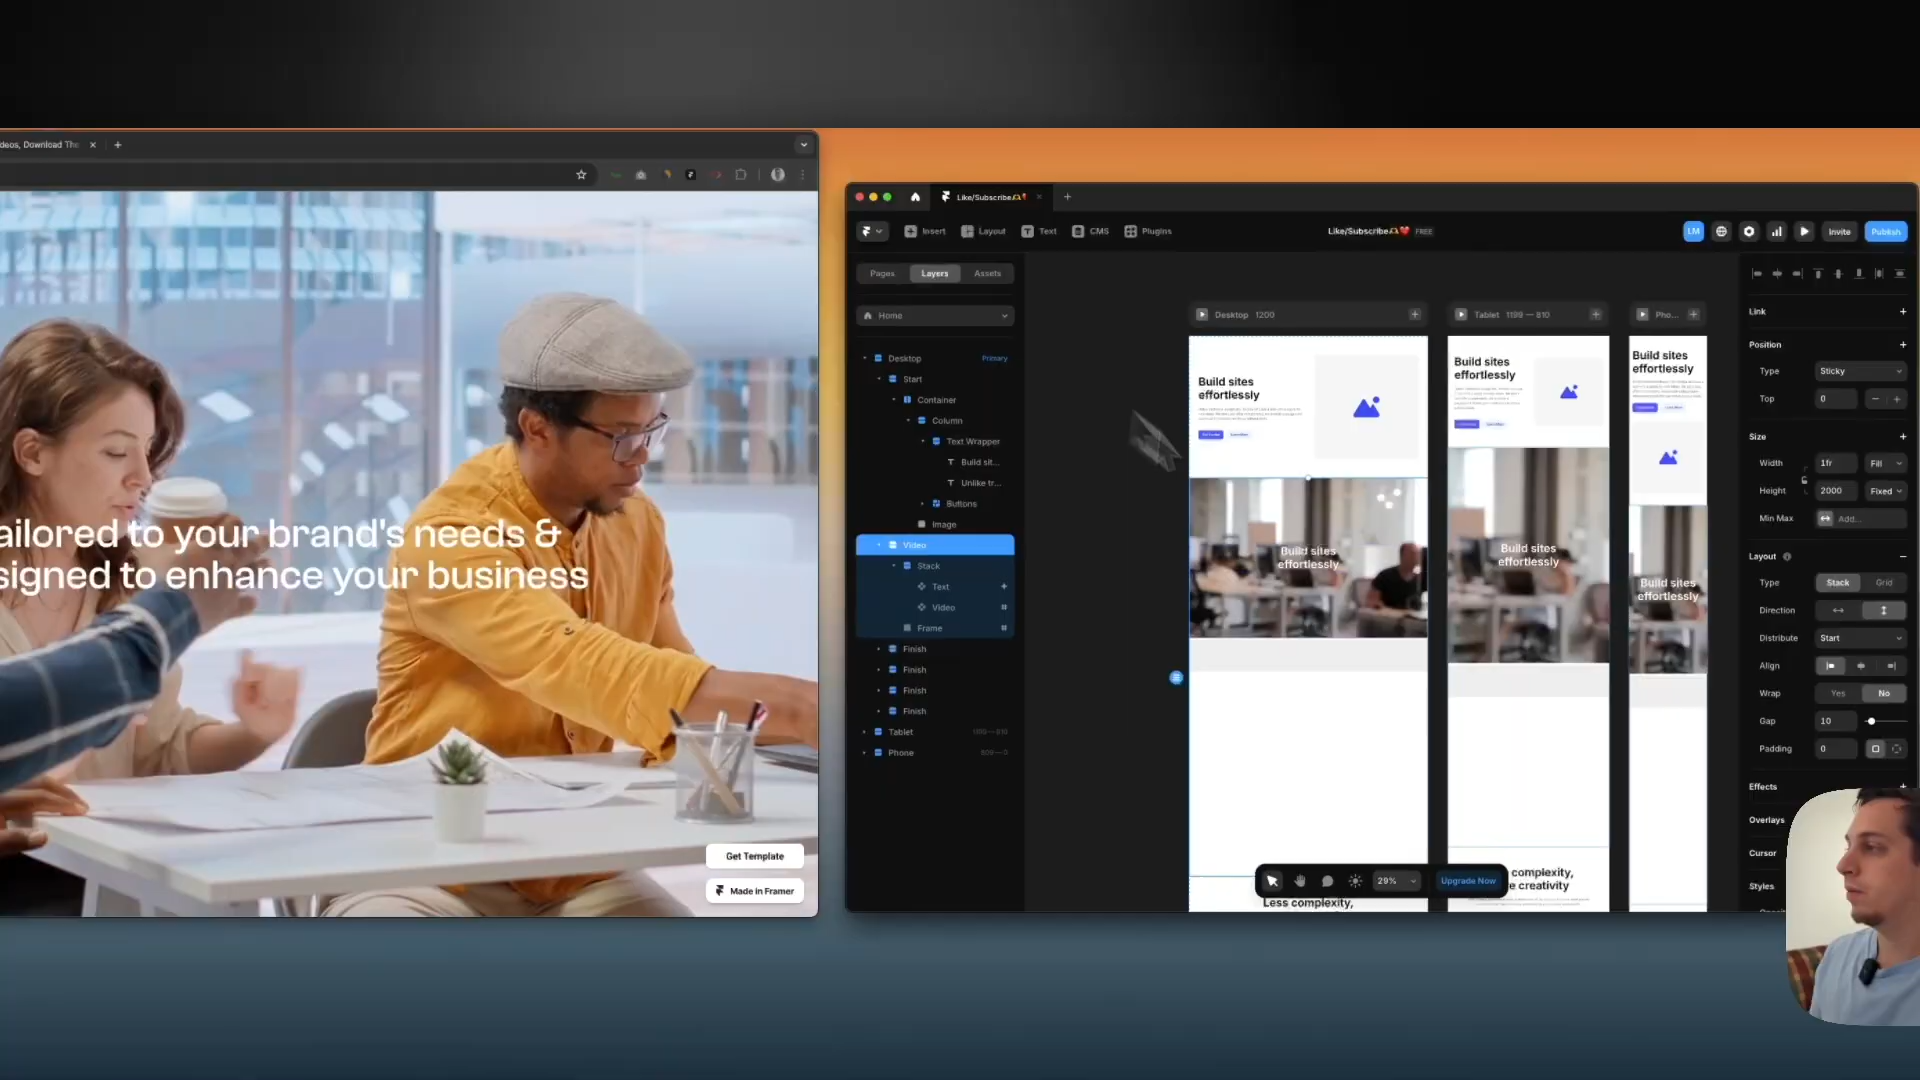 deos, Download The
ailored to your brand's needs &
signed to enhance your business
Get Template
Made in Framer
Like/Subscribe
Insert
Layout
Text
CMS
Plugins
Like/Subscribe
FREE
LM
Invite
Publish
Pages
Layers
Assets
Home
Desktop
Primary
Start
Container
Column
Text Wrapper
Build sit...
Unlike tr...
Buttons
Image
Video
Stack
Text
Video
Frame
Finish
Finish
Finish
Finish
Tablet
Phone
Desktop 1200
Build sites
effortlessly
Build sites
effortlessly
Less complexity,
Tablet 1199 — 810
Build sites
effortlessly
Build sites
effortlessly
complexity,
e creativity
Pho...
Build sites
effortlessly
Build sites
effortlessly
29%
Upgrade Now
Link
Position
Type Sticky
Top 0
Size
Width 1fr Fill
Height 2000 Fixed
Min Max Add...
Layout
Type Stack Grid
Direction
Distribute Start
Align
Wrap Yes No
Gap 10
Padding 0
Effects
Overlays
Cursor
Styles